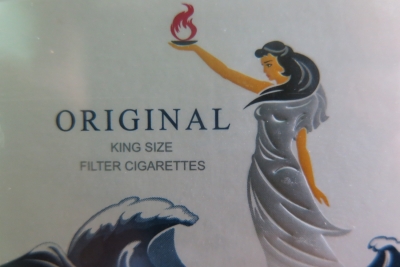 ORIGINAL
KING SIZE
FILTER CIGARETTES